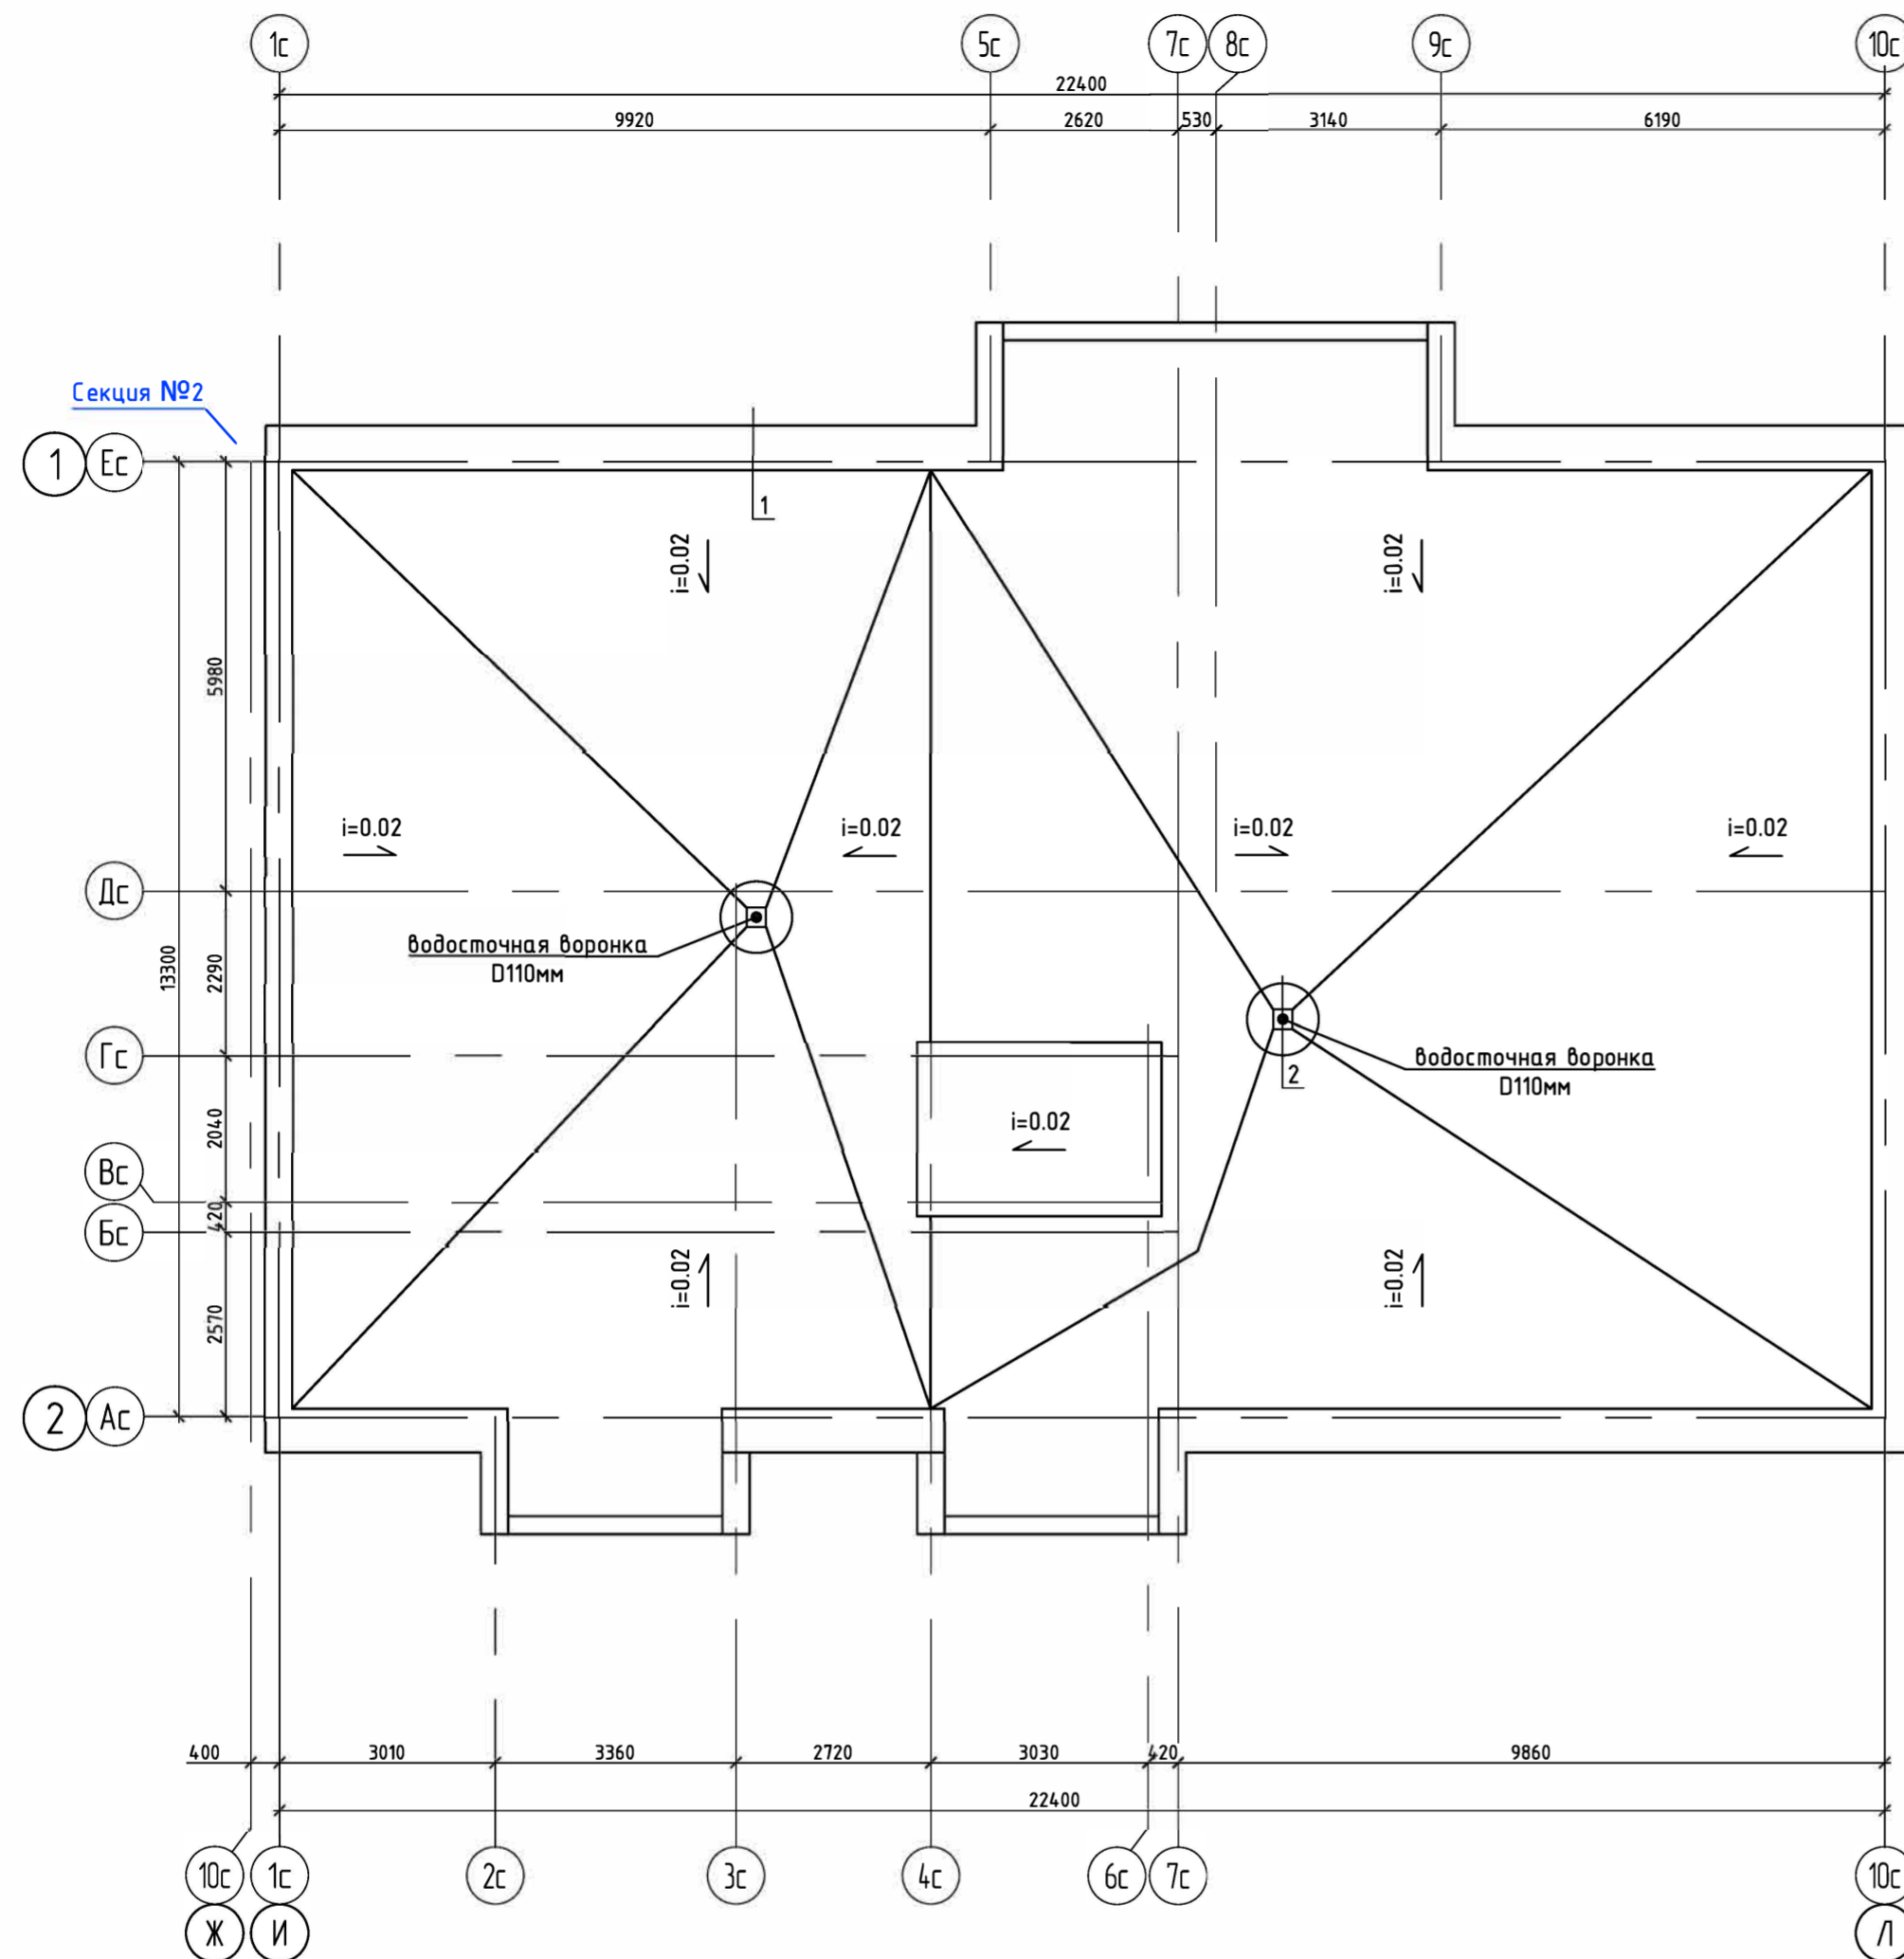 1с 5с 7с 8с 9с 10с
22400
9920 2620 530 3140 6190
Секция №2
1 Ес
1
i=0.02 i=0.02
5980
i=0.02 i=0.02 i=0.02 i=0.02
Дс
водосточная воронка
D110мм
13300
2290
Гс
водосточная воронка
D110мм
2
i=0.02
2040
Вс
420
Бс
i=0.02 i=0.02
2570
2 Ас
400 3010 3360 2720 3030 420 9860
22400
10с 1с 2с 3с 4с 6с 7с 10с
Ж И Л